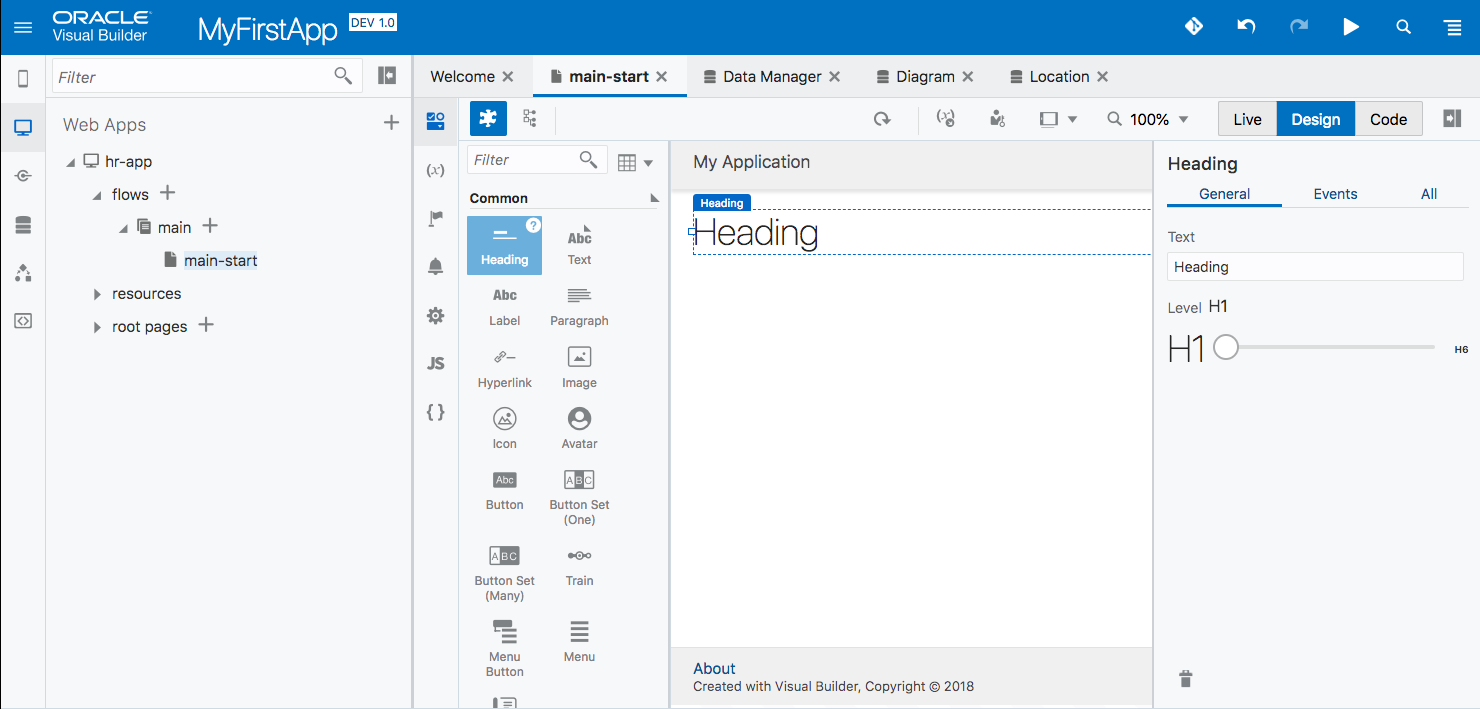 ORACLE
Visual Builder
MyFirstApp
DEV 1.0
Filter
Web Apps
hr-app
flows
main
main-start
resources
root pages
Welcome
main-start
Data Manager
Diagram
Location
100%
Live
Design
Code
(x)
JS
{ }
Filter
Common
Heading
?
Abc
Text
Abc
Label
Paragraph
Hyperlink
Image
Icon
Avatar
Abc
Button
ABC
Button Set
(One)
ABC
Button Set
(Many)
Train
Menu
Button
Menu
My Application
Heading
Heading
About
Created with Visual Builder, Copyright © 2018
Heading
General
Events
All
Text
Heading
Level H1
H1
H6